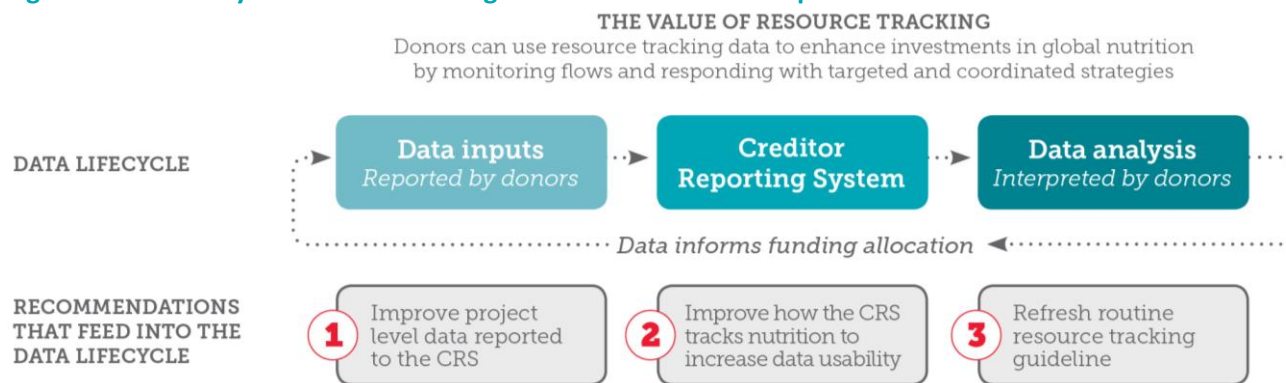 THE VALUE OF RESOURCE TRACKING
Donors can use resource tracking data to enhance investments in global nutrition
by monitoring flows and responding with targeted and coordinated strategies
DATA LIFECYCLE
Data inputs
Reported by donors
Creditor
Reporting System
Data analysis
Interpreted by donors
Data informs funding allocation
RECOMMENDATIONS
THAT FEED INTO THE
DATA LIFECYCLE
1
Improve project
level data reported
to the CRS
2
Improve how the CRS
tracks nutrition to
increase data usability
3
Refresh routine
resource tracking
guideline